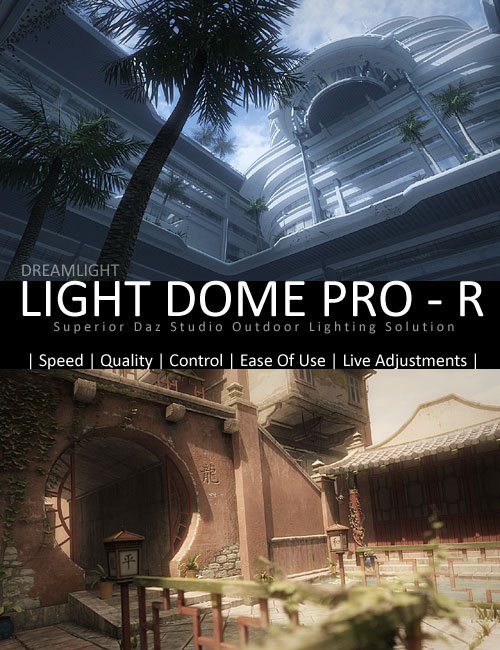 DREAMLIGHT
LIGHT DOME PRO - R
Superior Daz Studio Outdoor Lighting Solution
| Speed | Quality | Control | Ease Of Use | Live Adjustments |
龍
平